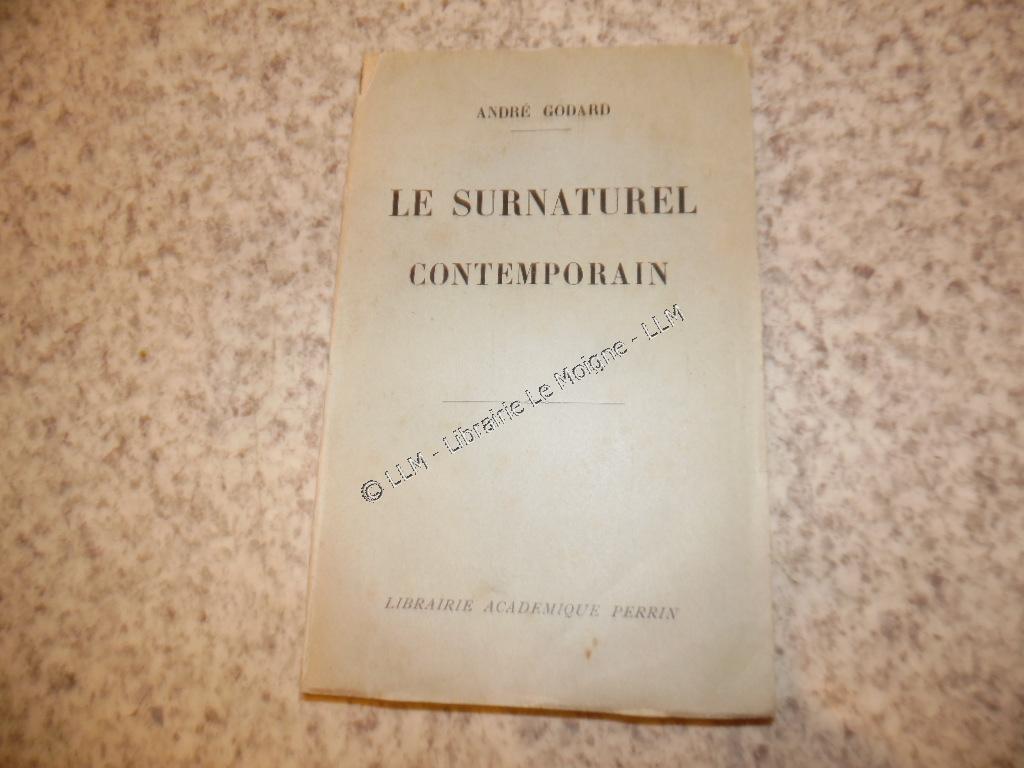 ANDRÉ GODARD
LE SURNATUREL
CONTEMPORAIN
© LLM - Librairie Le Moigne - LLM
LIBRAIRIE ACADEMIQUE PERRIN